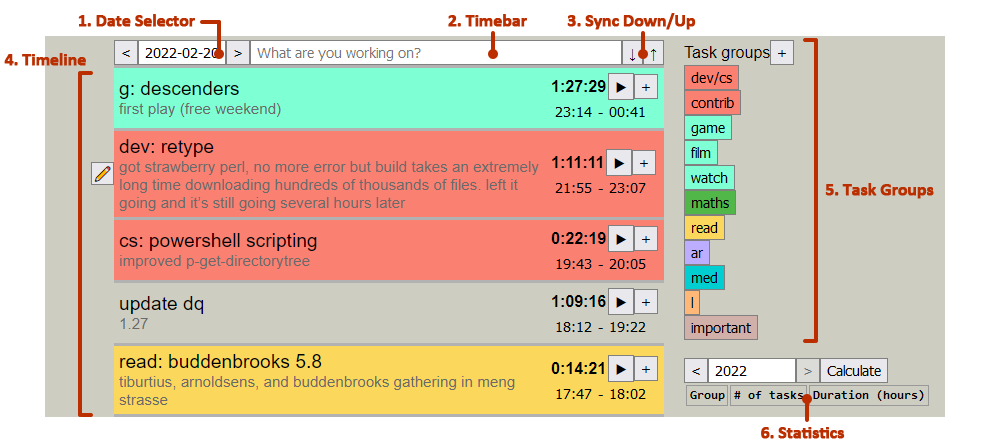 1. Date Selector
2. Timebar
3. Sync Down/Up
4. Timeline
< 2022-02-20 > What are you working on? ↓ ↑
Task groups +
g: descenders
first play (free weekend)
1:27:29 ▶ +
23:14 - 00:41
dev: retype
got strawberry perl, no more error but build takes an extremely
long time downloading hundreds of thousands of files. left it
going and it's still going several hours later
1:11:11 ▶ +
21:55 - 23:07
cs: powershell scripting
improved p-get-directorytree
0:22:19 ▶ +
19:43 - 20:05
update dq
1.27
1:09:16 ▶ +
18:12 - 19:22
read: buddenbrooks 5.8
tiburtius, arnoldsens, and buddenbrooks gathering in meng
strasse
0:14:21 ▶ +
17:47 - 18:02
dev/cs
contrib
game
film
watch
maths
read
ar
med
l
important
5. Task Groups
< 2022 > Calculate
Group # of tasks Duration (hours)
6. Statistics